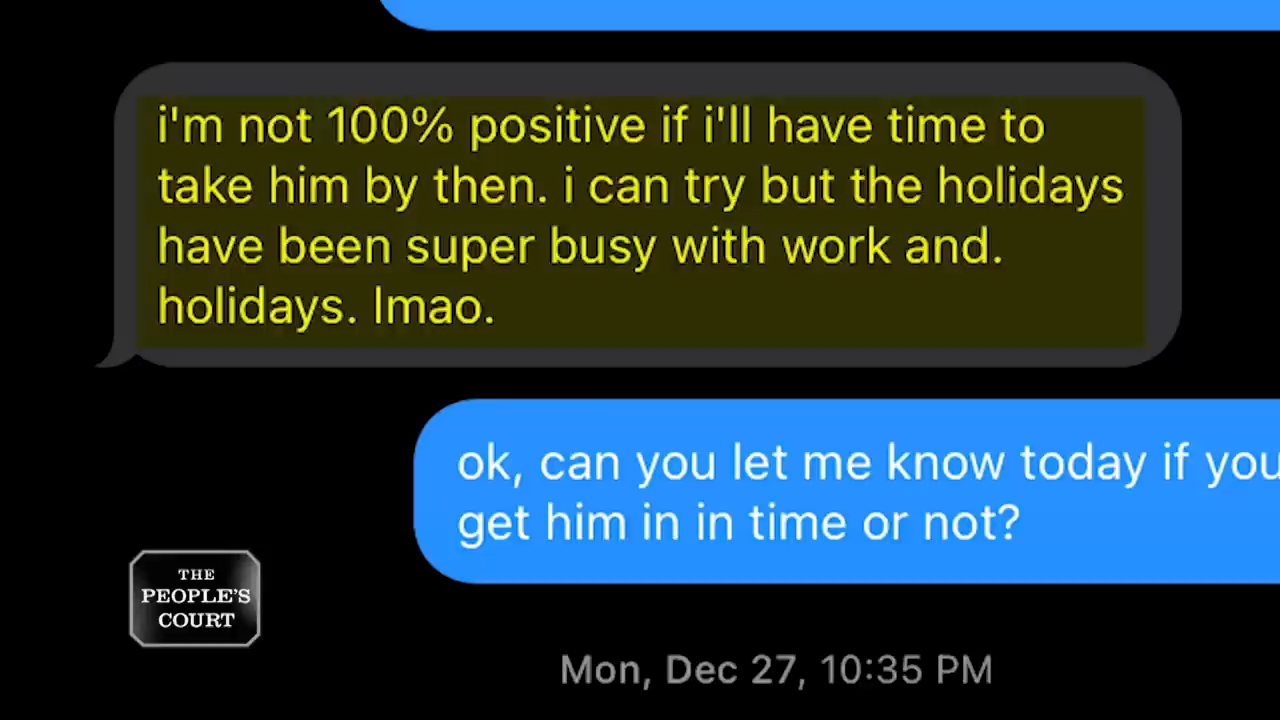 i'm not 100% positive if i'll have time to
take him by then. i can try but the holidays
have been super busy with work and.
holidays. lmao.
ok, can you let me know today if you
get him in in time or not?
THE
PEOPLE'S
COURT
Mon, Dec 27, 10:35 PM